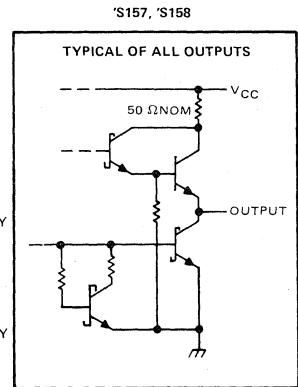 'S157, 'S158
TYPICAL OF ALL OUTPUTS
VCC
50 ΩNOM
OUTPUT
Y
Y